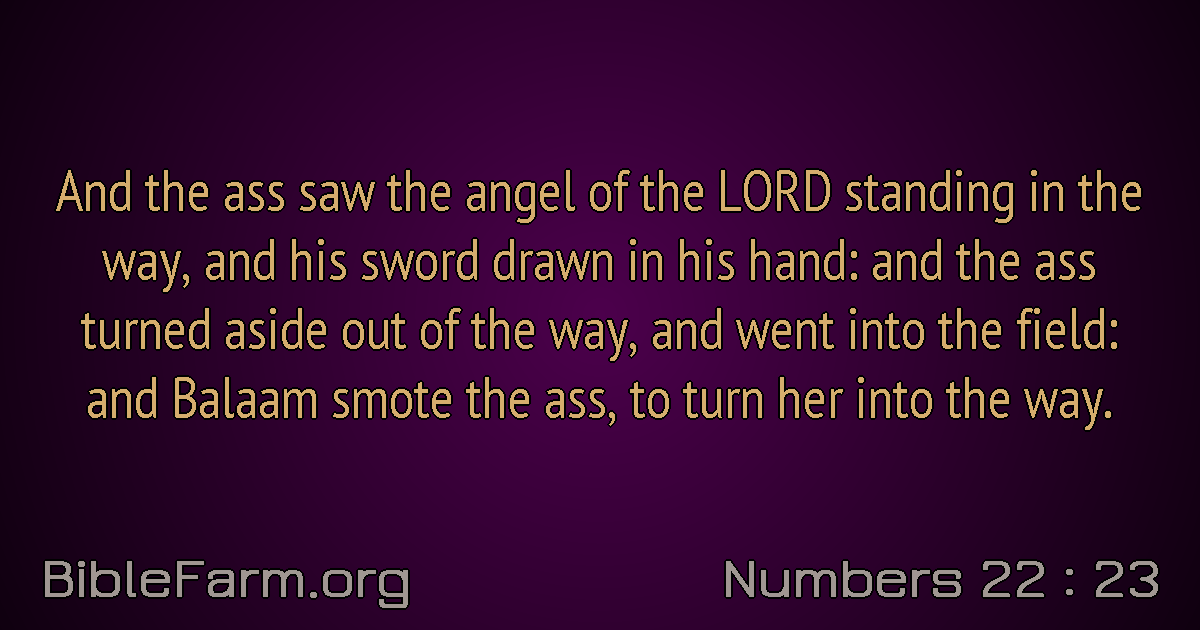 And the ass saw the angel of the LORD standing in the
way, and his sword drawn in his hand: and the ass
turned aside out of the way, and went into the field:
and Balaam smote the ass, to turn her into the way.
BibleFarm.org
Numbers 22 : 23